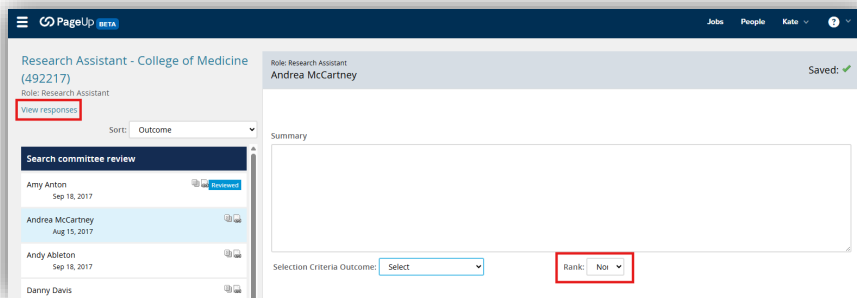 PageUp BETA
Jobs People Kate ?
Research Assistant - College of Medicine
(492217)
Role: Research Assistant
View responses
Sort: Outcome
Search committee review
Amy Anton Reviewed
Sep 18, 2017
Andrea McCartney
Aug 15, 2017
Andy Ableton
Sep 18, 2017
Danny Davis
Role: Research Assistant
Andrea McCartney
Saved:
Summary
Selection Criteria Outcome: Select
Rank: